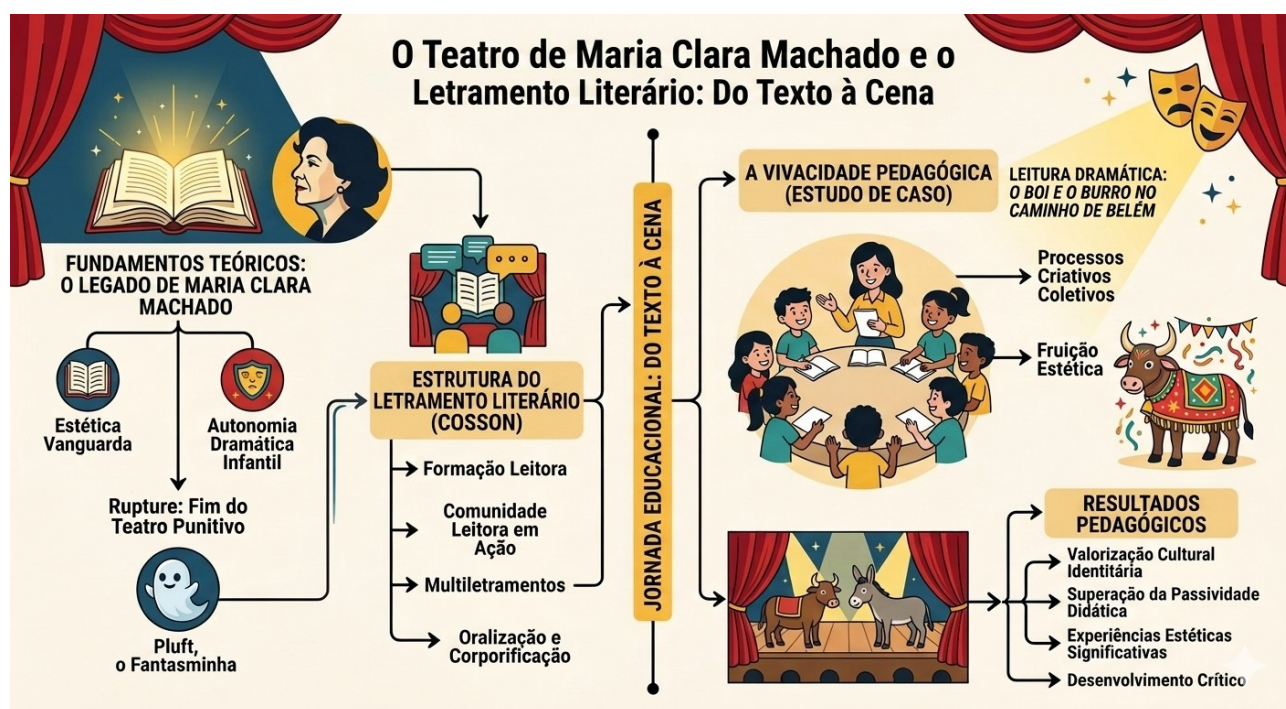 O Teatro de Maria Clara Machado e o
Letramento Literário: Do Texto à Cena
FUNDAMENTOS TEÓRICOS:
O LEGADO DE MARIA CLARA
MACHADO
Estética
Vanguarda
Autonomia
Dramática
Infantil
Rupture: Fim do
Teatro Punitivo
Pluft,
o Fantasminha
ESTRUTURA DO
LETRAMENTO LITERÁRIO
(COSSON)
Formação Leitora
Comunidade
Leitora em
Ação
Multiletramentos
Oralização e
Corporificação
JORNADA EDUCACIONAL: DO TEXTO À CENA
A VIVACIDADE PEDAGÓGICA
(ESTUDO DE CASO)
LEITURA DRAMÁTICA:
O BOI E O BURRO NO
CAMINHO DE BELÉM
Processos
Criativos
Coletivos
Fruição
Estética
RESULTADOS
PEDAGÓGICOS
Valorização Cultural
Identitária
Superação da Passividade
Didática
Experiências Estéticas
Significativas
Desenvolvimento Crítico